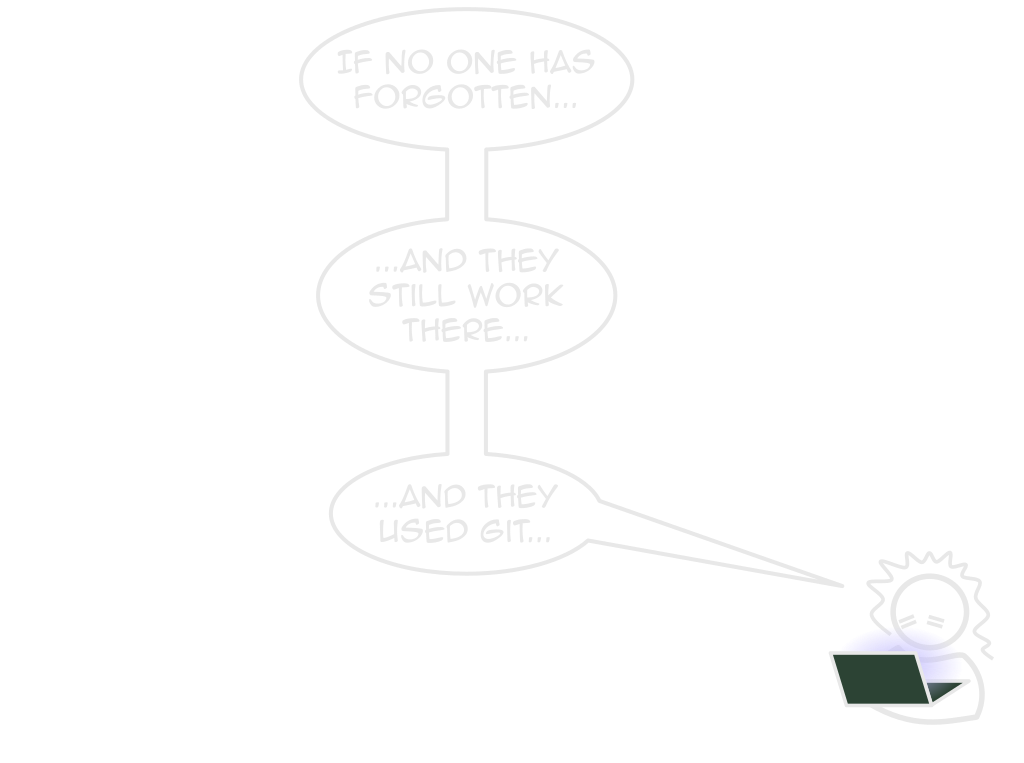 IF NO ONE HAS
FORGOTTEN...
...AND THEY
STILL WORK
THERE...
...AND THEY
USED GIT...